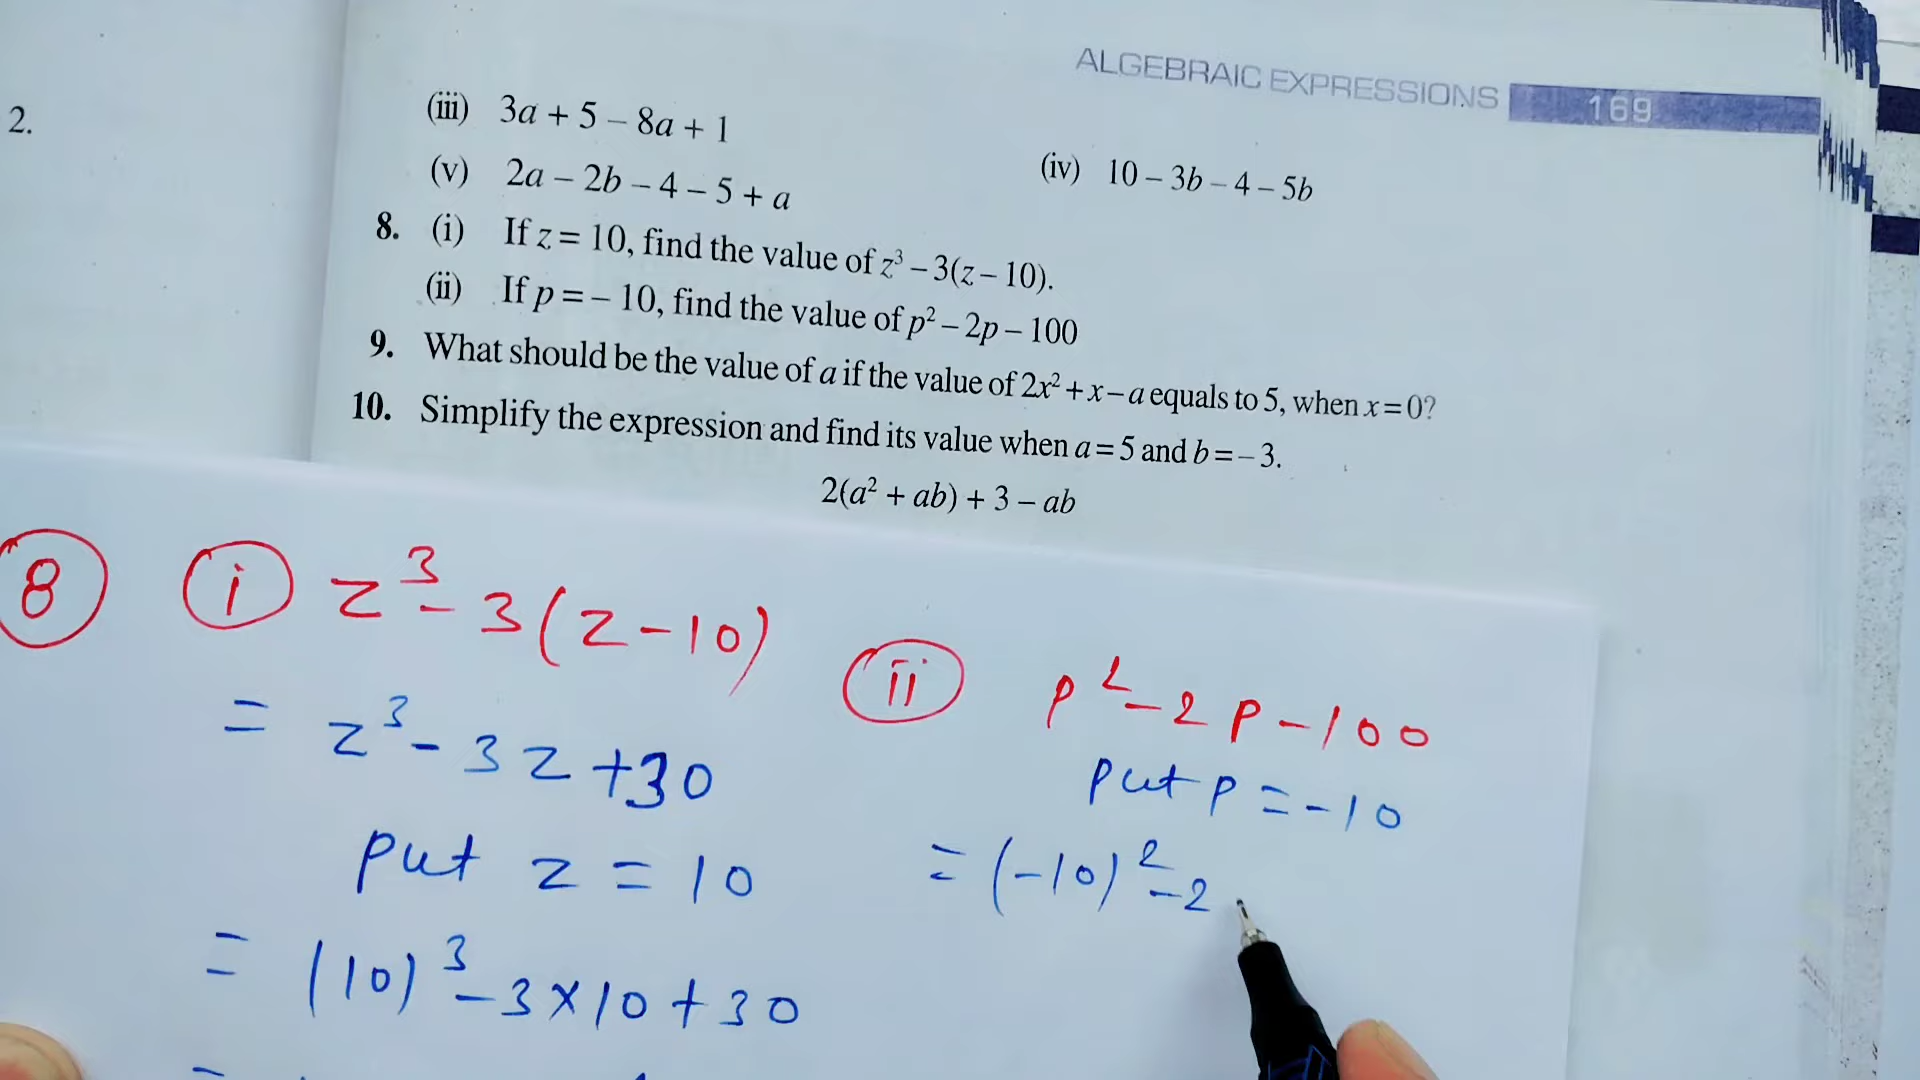 ALGEBRAIC EXPRESSIONS 169
2.
(iii) 3a + 5 – 8a + 1
(iv) 10 – 3b – 4 – 5b
(v) 2a – 2b – 4 – 5 + a
8. (i) If z = 10, find the value of z³ – 3(z – 10).
(ii) If p = – 10, find the value of p² – 2p – 100
9. What should be the value of a if the value of 2x² + x – a equals to 5, when x = 0?
10. Simplify the expression and find its value when a = 5 and b = – 3.
2(a² + ab) + 3 – ab
8 i z³ - 3(z-10)
= z³ - 3z + 30
put z = 10
= (10)³ - 3 × 10 + 30
ii p² - 2p - 100
put p = -10
= (-10)² - 2